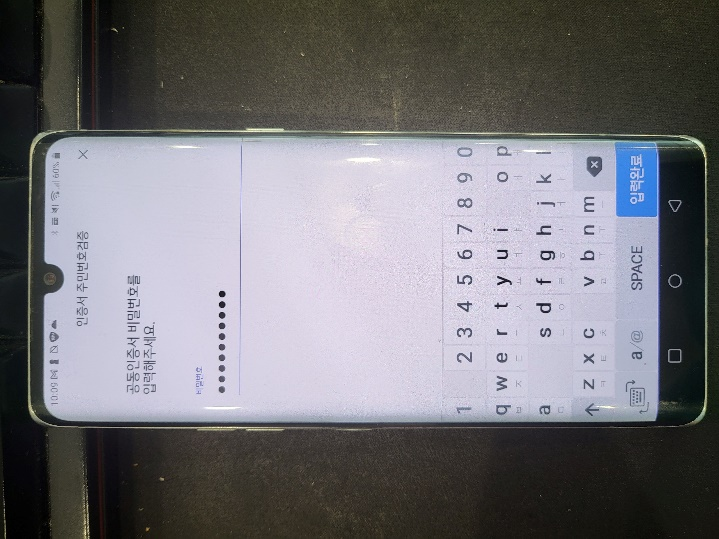 10:09
60%
인증서 주민번호검증
공동인증서 비밀번호를
입력해주세요.
비밀번호
1 2 3 4 5 6 7 8 9 0
q w e r t y u i o p
a s d f g h j k l
z x c v b n m
a/@ SPACE 입력완료